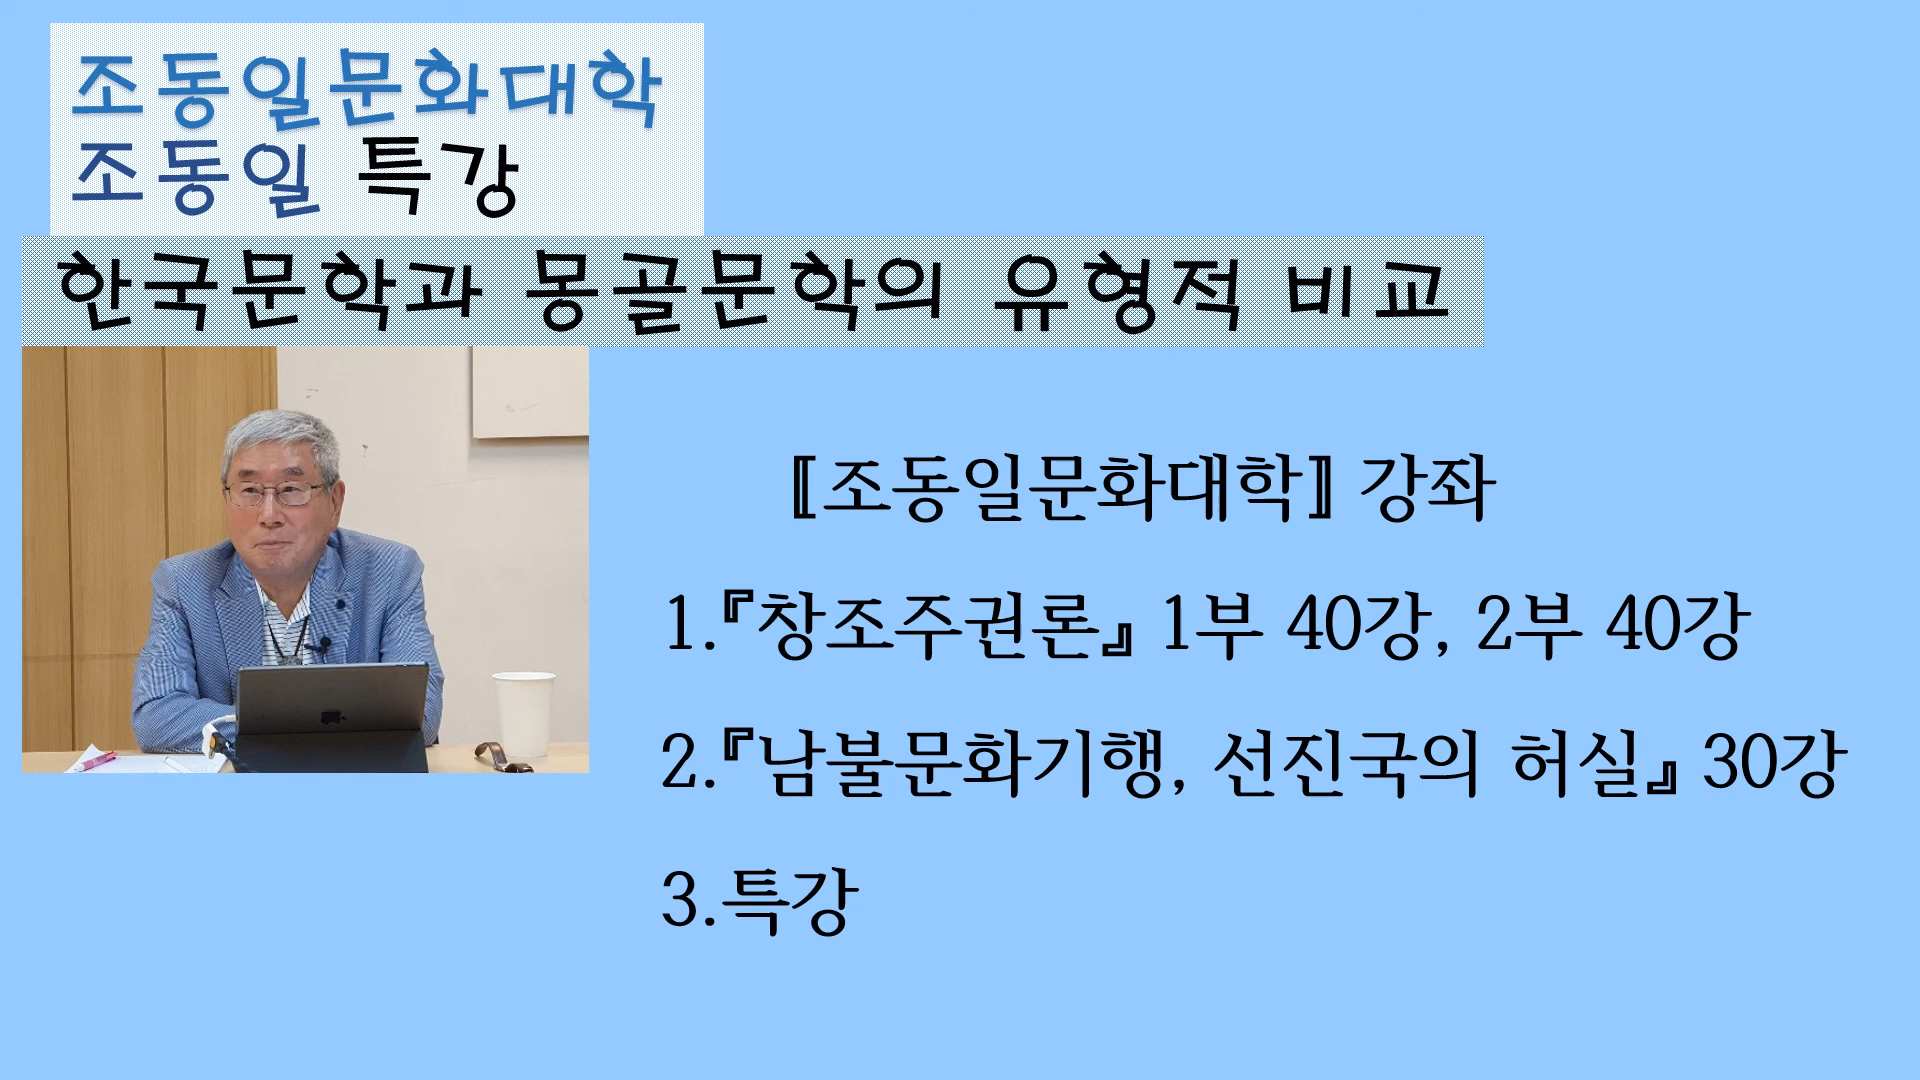 조동일문화대학
조동일 특강
한국문학과 몽골문학의 유형적 비교
〚조동일문화대학〛 강좌
1.『창조주권론』 1부 40강, 2부 40강
2.『남불문화기행, 선진국의 허실』 30강
3.특강